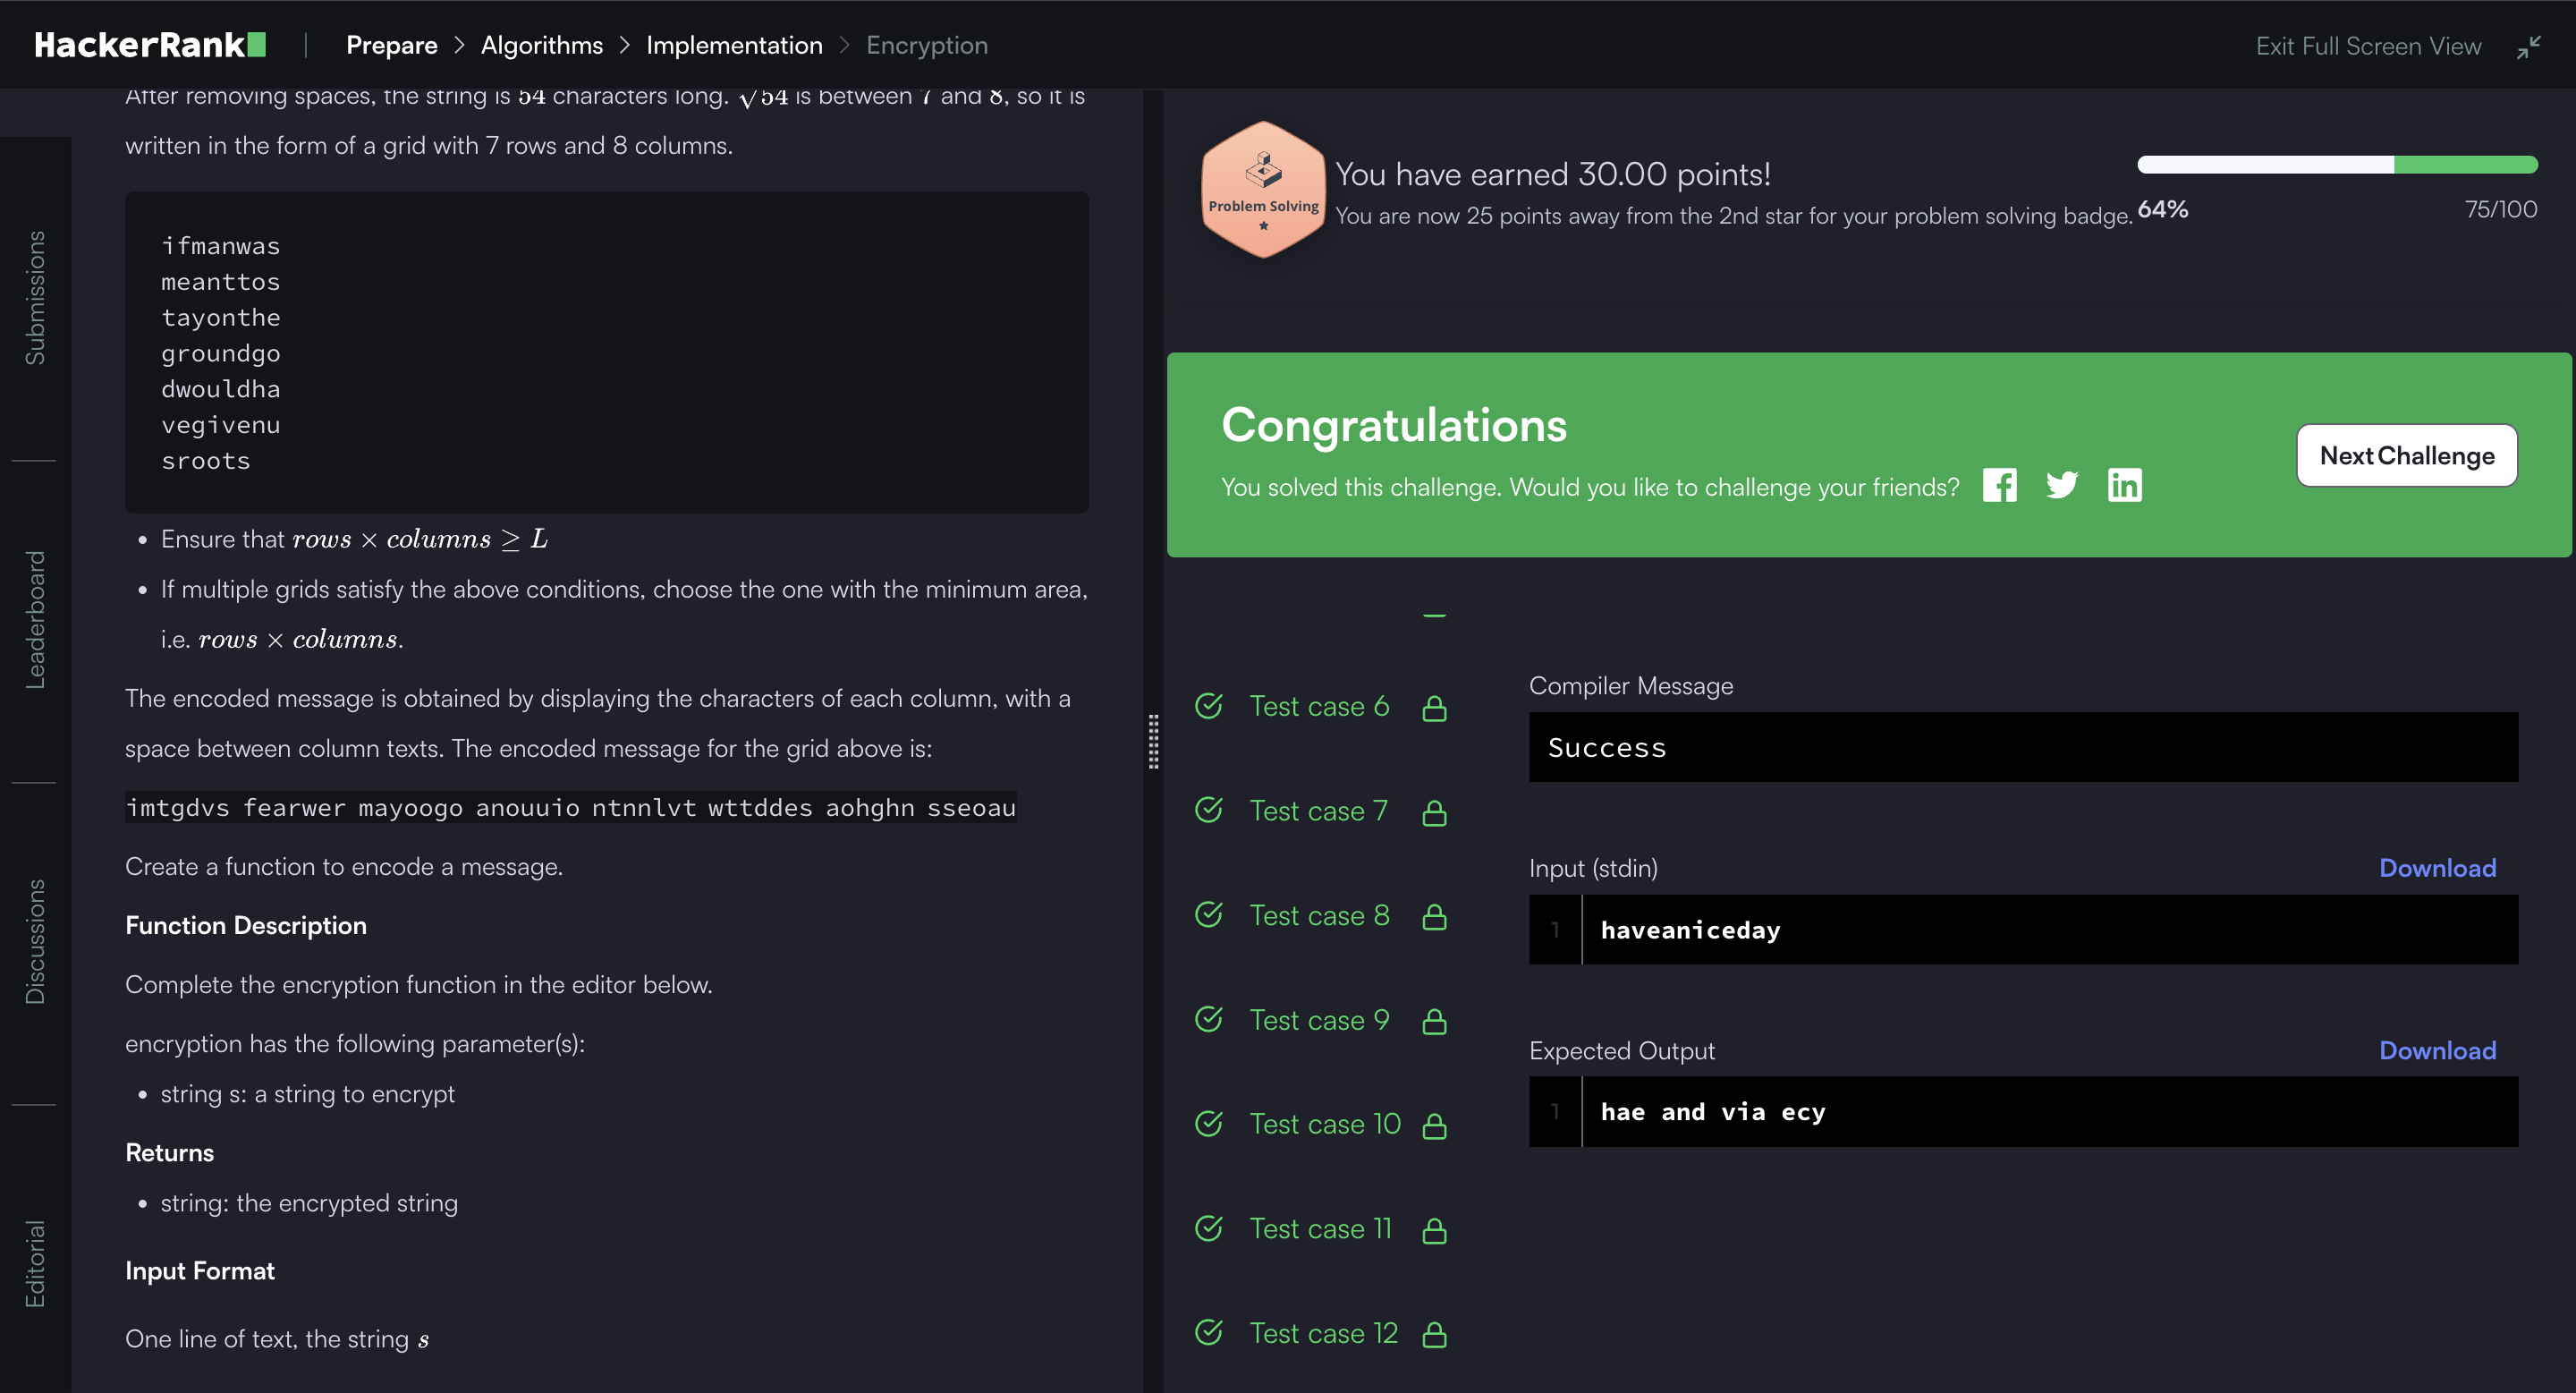 HackerRank
Prepare > Algorithms > Implementation > Encryption
Exit Full Screen View
Submissions
Leaderboard
Discussions
Editorial
After removing spaces, the string is 54 characters long. √54 is between 7 and 8, so it is
written in the form of a grid with 7 rows and 8 columns.
ifmanwas
meanttos
tayonthe
groundgo
dwouldha
vegivenu
sroots
• Ensure that rows × columns ≥ L
• If multiple grids satisfy the above conditions, choose the one with the minimum area,
i.e. rows × columns.
The encoded message is obtained by displaying the characters of each column, with a
space between column texts. The encoded message for the grid above is:
imtgdvs fearwer mayoogo anouuio ntnnlvt wttddes aohghn sseoau
Create a function to encode a message.
Function Description
Complete the encryption function in the editor below.
encryption has the following parameter(s):
• string s: a string to encrypt
Returns
• string: the encrypted string
Input Format
One line of text, the string s
Problem Solving
You have earned 30.00 points!
You are now 25 points away from the 2nd star for your problem solving badge.
64%
75/100
Congratulations
You solved this challenge. Would you like to challenge your friends?
Next Challenge
Test case 6
Test case 7
Test case 8
Test case 9
Test case 10
Test case 11
Test case 12
Compiler Message
Success
Input (stdin)
Download
1 haveaniceday
Expected Output
Download
1 hae and via ecy